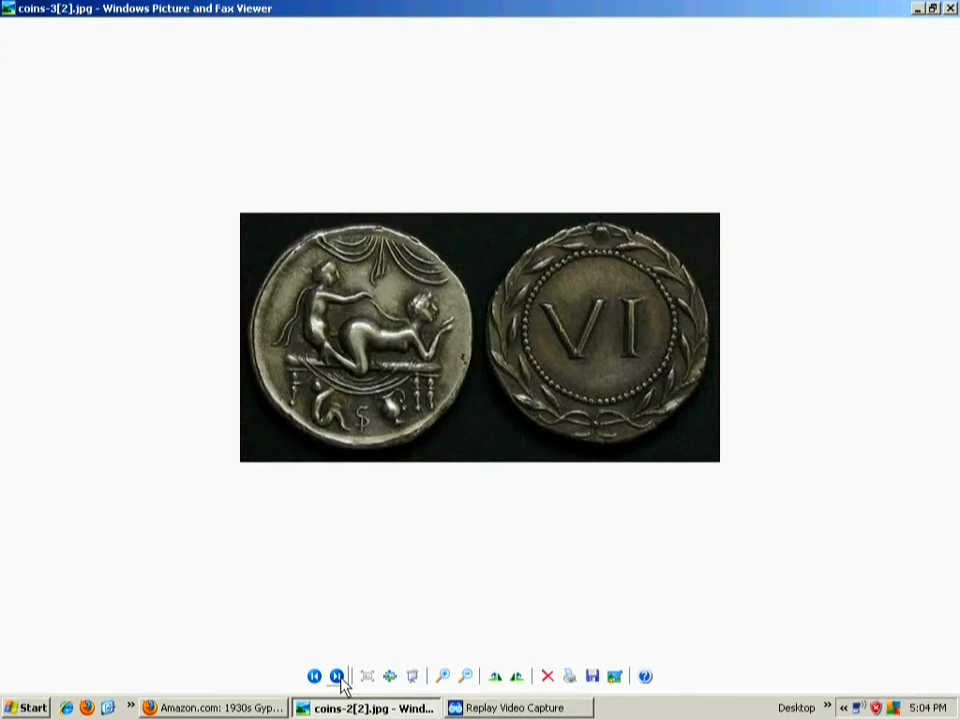 coins-3[2].jpg - Windows Picture and Fax Viewer
VI
Start
Amazon.com: 1930s Gyp...
coins-2[2].jpg - Wind...
Replay Video Capture
Desktop
5:04 PM